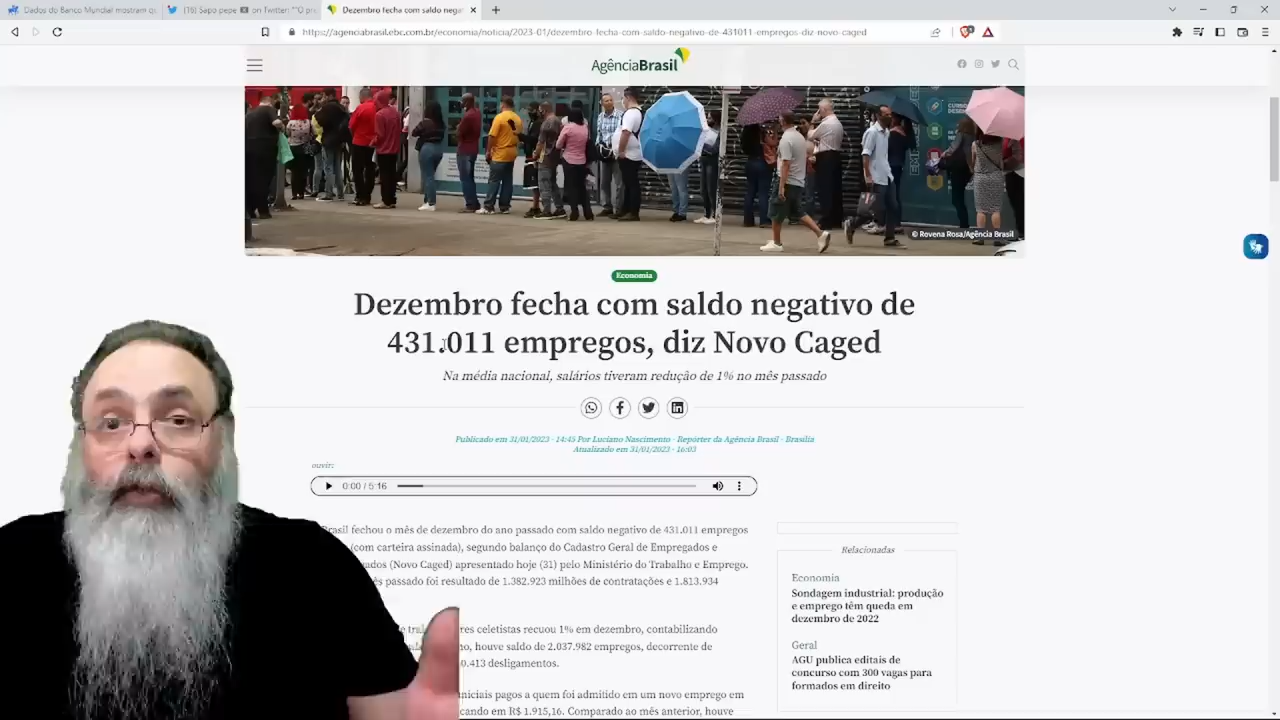 Dados do Banco Mundial mostram q
(18) Sapo pepe
on Twitter: "O
Dezembro fecha com saldo nega
https://agenciabrasil.ebc.com.br/economia/noticia/2023-01/dezembro-fecha-com-saldo-negativo-de-431011-empregos-diz-novo-caged
AgênciaBrasil
© Rovena Rosa/Agência Brasil
Economia
Dezembro fecha com saldo negativo de
431.011 empregos, diz Novo Caged
Na média nacional, salários tiveram redução de 1% no mês passado
Publicado em 31/01/2023 - 14:45 Por Luciano Nascimento - Repórter da Agência Brasil - Brasília
Atualizado em 31/01/2023 - 16:03
ouvir:
0:00 / 5:16
Brasil fechou o mês de dezembro do ano passado com saldo negativo de 431.011 empregos
(com carteira assinada), segundo balanço do Cadastro Geral de Empregados e
(Novo Caged) apresentado hoje (31) pelo Ministério do Trabalho e Emprego.
passado foi resultado de 1.382.923 milhões de contratações e 1.813.934
celetistas recuou 1% em dezembro, contabilizando
houve saldo de 2.037.982 empregos, decorrente de
0.413 desligamentos.
iniciais pagos a quem foi admitido em um novo emprego em
em R$ 1.915,16. Comparado ao mês anterior, houve
Relacionadas
Economia
Sondagem industrial: produção
e emprego têm queda em
dezembro de 2022
Geral
AGU publica editais de
concurso com 300 vagas para
formados em direito